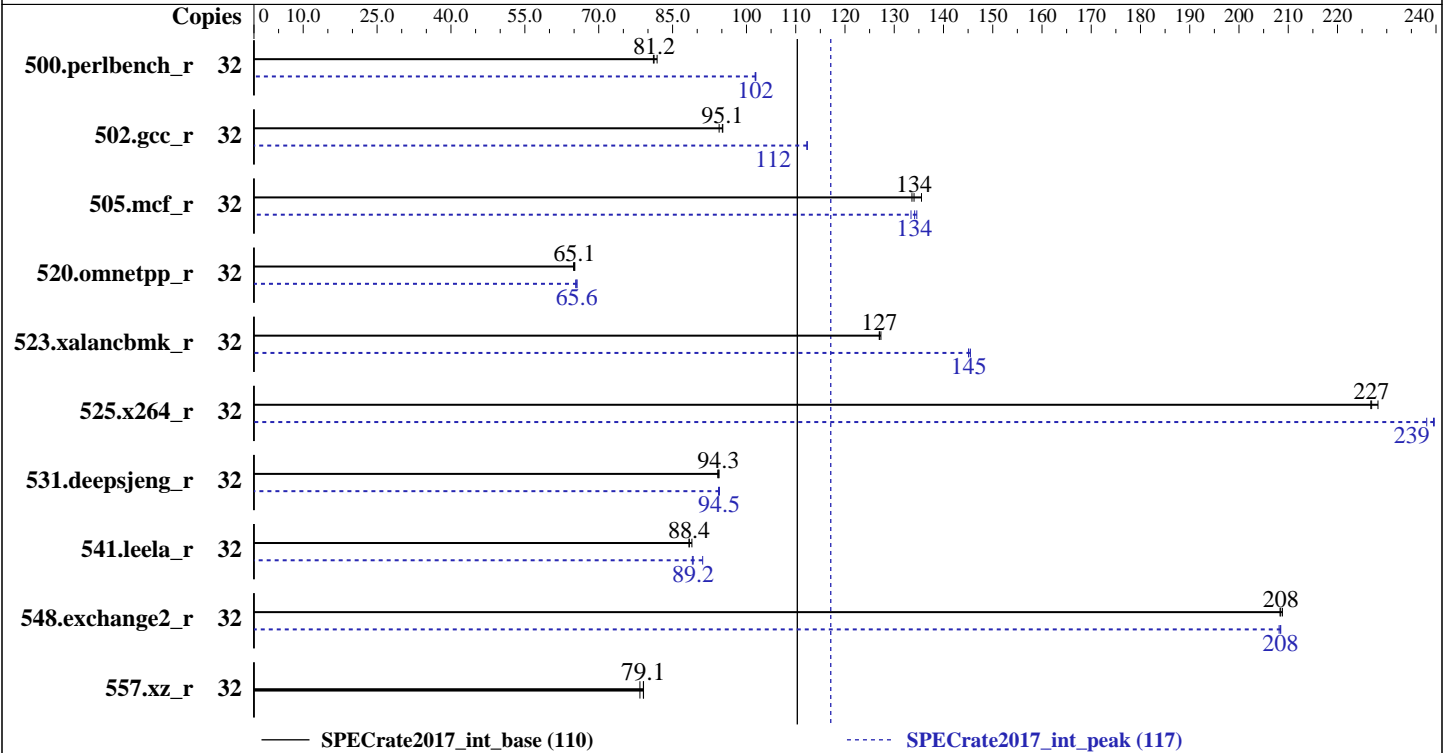 Copies 0 10.0 25.0 40.0 55.0 70.0 85.0 100 110 120 130 140 150 160 170 180 190 200 210 220 240
81.2
500.perlbench_r 32
102
95.1
502.gcc_r 32
112
134
505.mcf_r 32
134
65.1
520.omnetpp_r 32
65.6
127
523.xalancbmk_r 32
145
227
525.x264_r 32
239
94.3
531.deepsjeng_r 32
94.5
88.4
541.leela_r 32
89.2
208
548.exchange2_r 32
208
79.1
557.xz_r 32
SPECrate2017_int_base (110) SPECrate2017_int_peak (117)